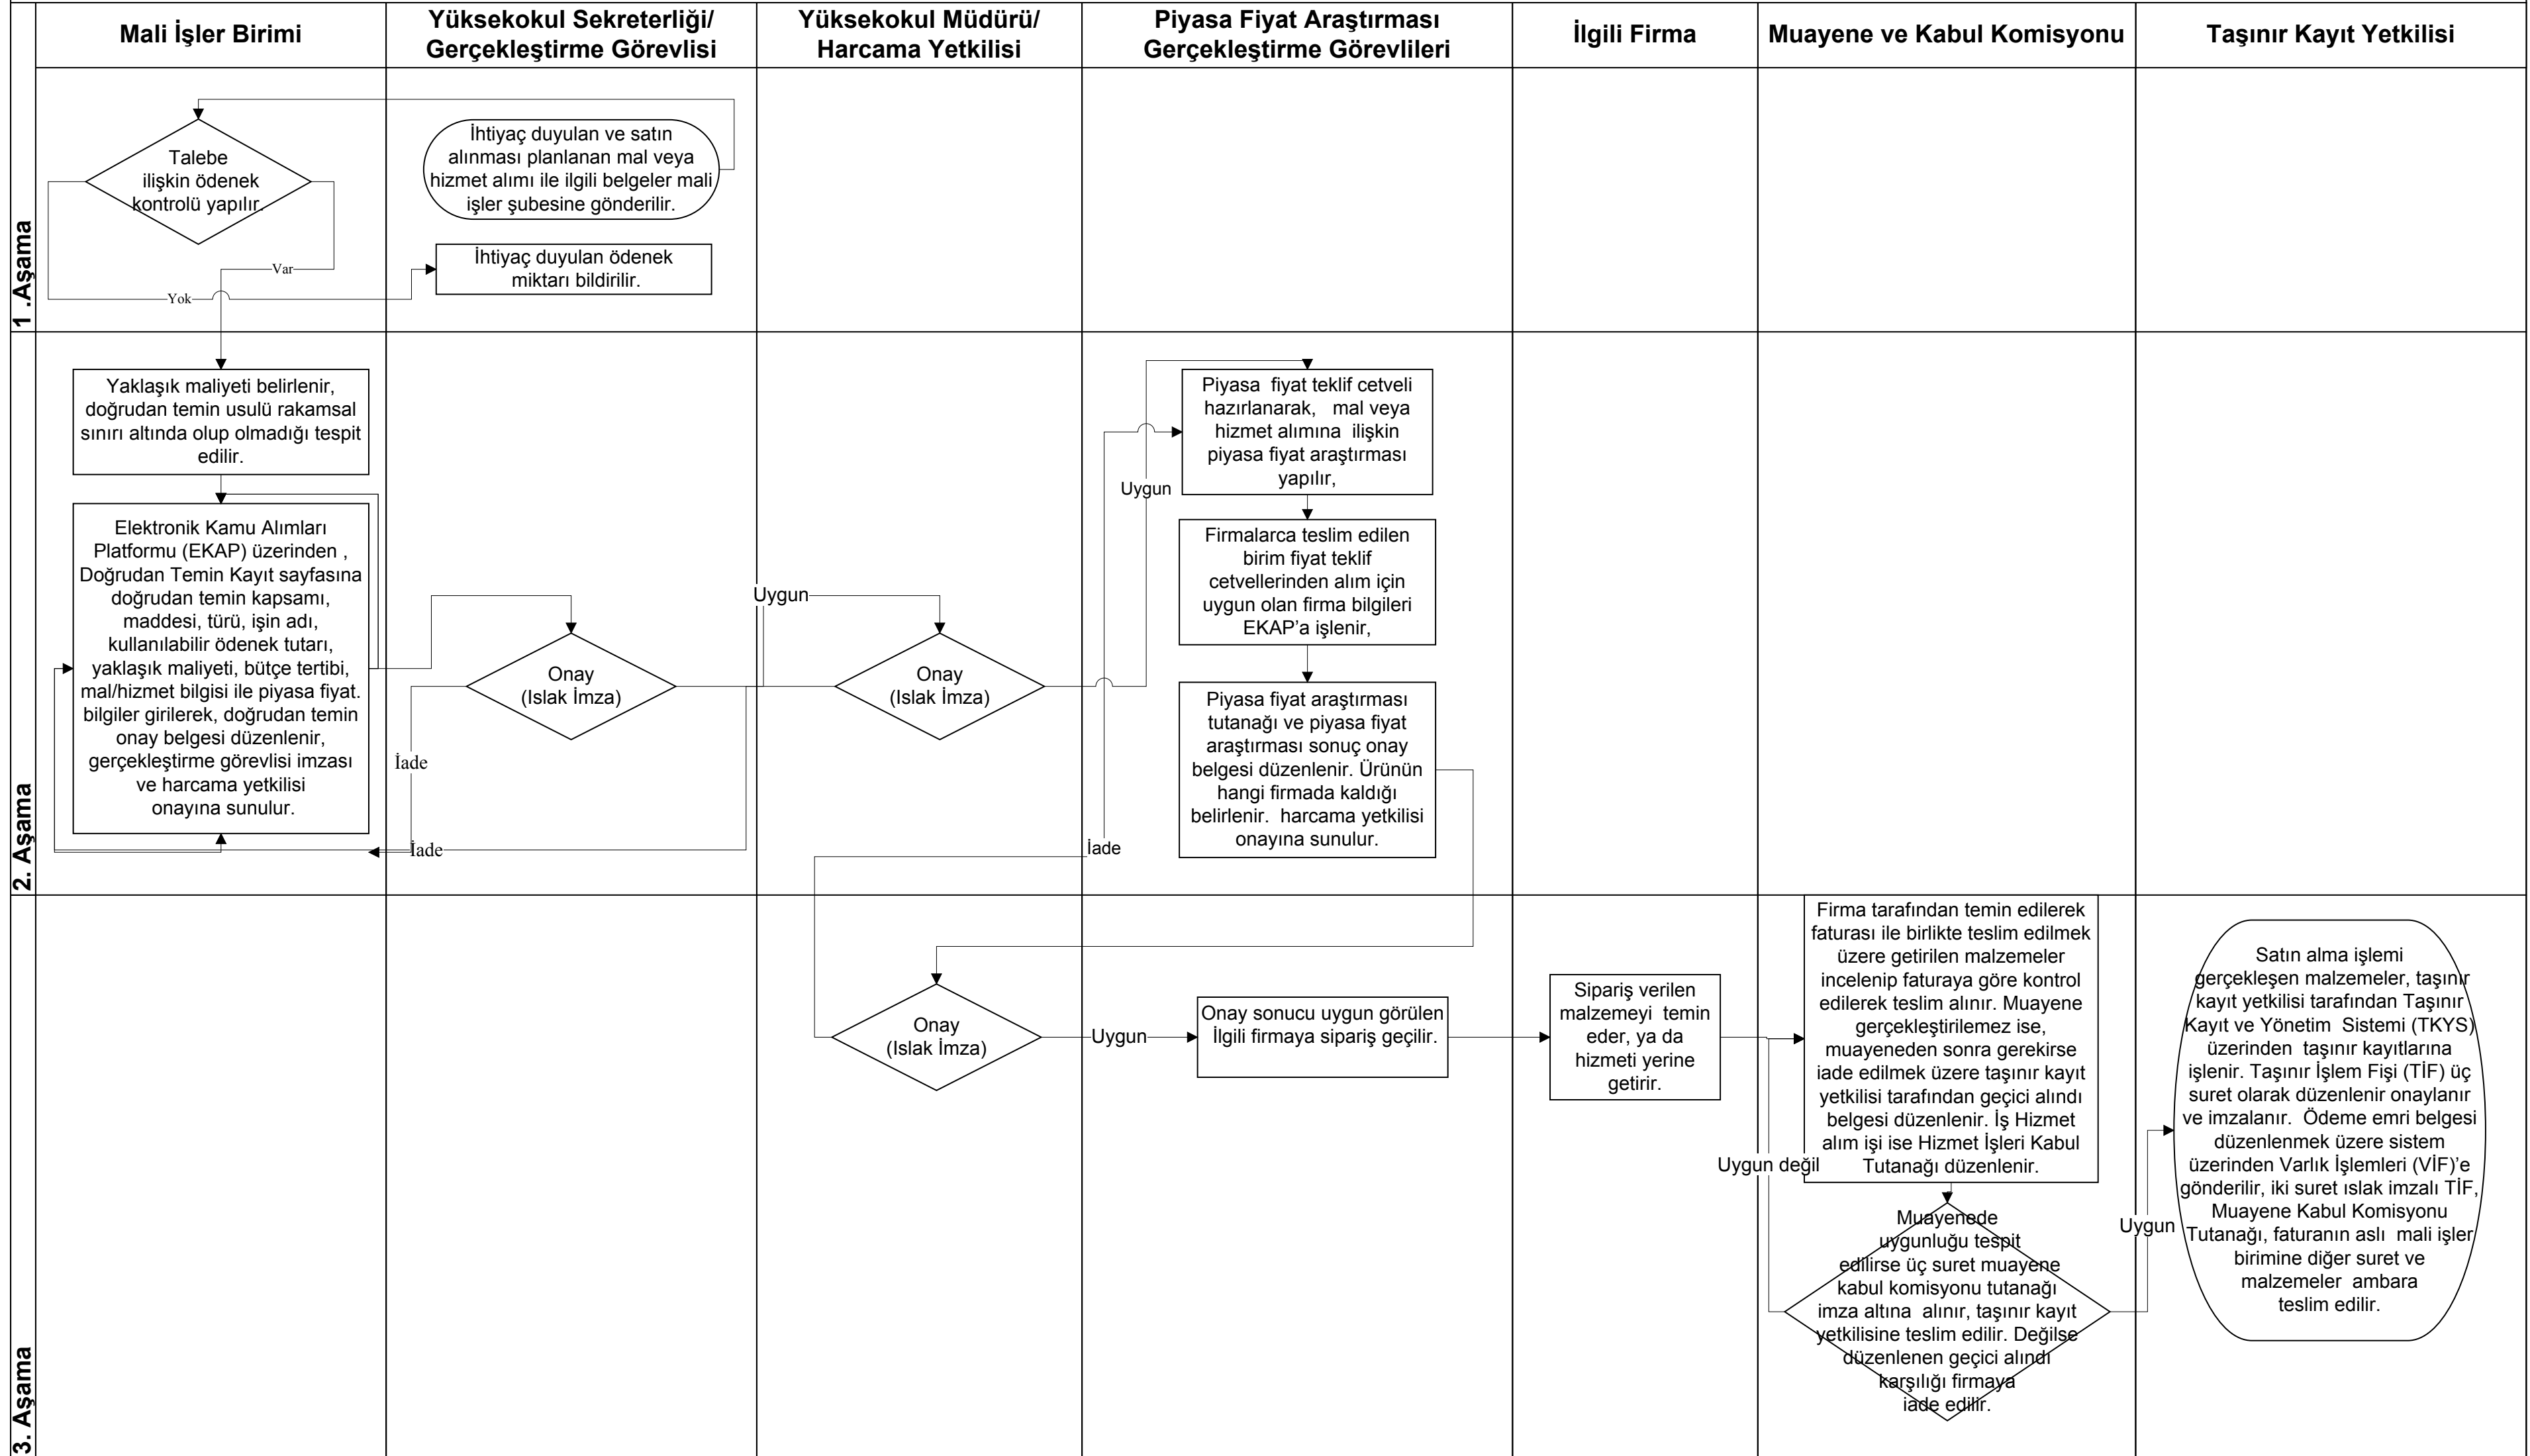 Mali İşler Birimi
Yüksekokul Sekreterliği/
Gerçekleştirme Görevlisi
Yüksekokul Müdürü/
Harcama Yetkilisi
Piyasa Fiyat Araştırması
Gerçekleştirme Görevlileri
İlgili Firma
Muayene ve Kabul Komisyonu
Taşınır Kayıt Yetkilisi
1 .Aşama
Talebe
ilişkin ödenek
kontrolü yapılır.
İhtiyaç duyulan ve satın
alınması planlanan mal veya
hizmet alımı ile ilgili belgeler mali
işler şubesine gönderilir.
İhtiyaç duyulan ödenek
miktarı bildirilir.
Var
Yok
2. Aşama
Yaklaşık maliyeti belirlenir,
doğrudan temin usulü rakamsal
sınırı altında olup olmadığı tespit
edilir.
Elektronik Kamu Alımları
Platformu (EKAP) üzerinden ,
Doğrudan Temin Kayıt sayfasına
doğrudan temin kapsamı,
maddesi, türü, işin adı,
kullanılabilir ödenek tutarı,
yaklaşık maliyeti, bütçe tertibi,
mal/hizmet bilgisi ile piyasa fiyat.
bilgiler girilerek, doğrudan temin
onay belgesi düzenlenir,
gerçekleştirme görevlisi imzası
ve harcama yetkilisi
onayına sunulur.
Onay
(Islak İmza)
İade
İade
Uygun
Onay
(Islak İmza)
Uygun
İade
Piyasa fiyat teklif cetveli
hazırlanarak, mal veya
hizmet alımına ilişkin
piyasa fiyat araştırması
yapılır,
Firmalarca teslim edilen
birim fiyat teklif
cetvellerinden alım için
uygun olan firma bilgileri
EKAP’a işlenir,
Piyasa fiyat araştırması
tutanağı ve piyasa fiyat
araştırması sonuç onay
belgesi düzenlenir. Ürünün
hangi firmada kaldığı
belirlenir. harcama yetkilisi
onayına sunulur.
3. Aşama
Onay
(Islak İmza)
Uygun
Onay sonucu uygun görülen
İlgili firmaya sipariş geçilir.
Sipariş verilen
malzemeyi temin
eder, ya da
hizmeti yerine
getirir.
Firma tarafından temin edilerek
faturası ile birlikte teslim edilmek
üzere getirilen malzemeler
incelenip faturaya göre kontrol
edilerek teslim alınır. Muayene
gerçekleştirilemez ise,
muayeneden sonra gerekirse
iade edilmek üzere taşınır kayıt
yetkilisi tarafından geçici alındı
belgesi düzenlenir. İş Hizmet
alım işi ise Hizmet İşleri Kabul
Tutanağı düzenlenir.
Uygun değil
Muayenede
uygunluğu tespit
edilirse üç suret muayene
kabul komisyonu tutanağı
imza altına alınır, taşınır kayıt
yetkilisine teslim edilir. Değilse
düzenlenen geçici alındı
karşılığı firmaya
iade edilir.
Uygun
Satın alma işlemi
gerçekleşen malzemeler, taşınır
kayıt yetkilisi tarafından Taşınır
Kayıt ve Yönetim Sistemi (TKYS)
üzerinden taşınır kayıtlarına
işlenir. Taşınır İşlem Fişi (TİF) üç
suret olarak düzenlenir onaylanır
ve imzalanır. Ödeme emri belgesi
düzenlenmek üzere sistem
üzerinden Varlık İşlemleri (VİF)’e
gönderilir, iki suret ıslak imzalı TİF,
Muayene Kabul Komisyonu
Tutanağı, faturanın aslı mali işler
birimine diğer suret ve
malzemeler ambara
teslim edilir.